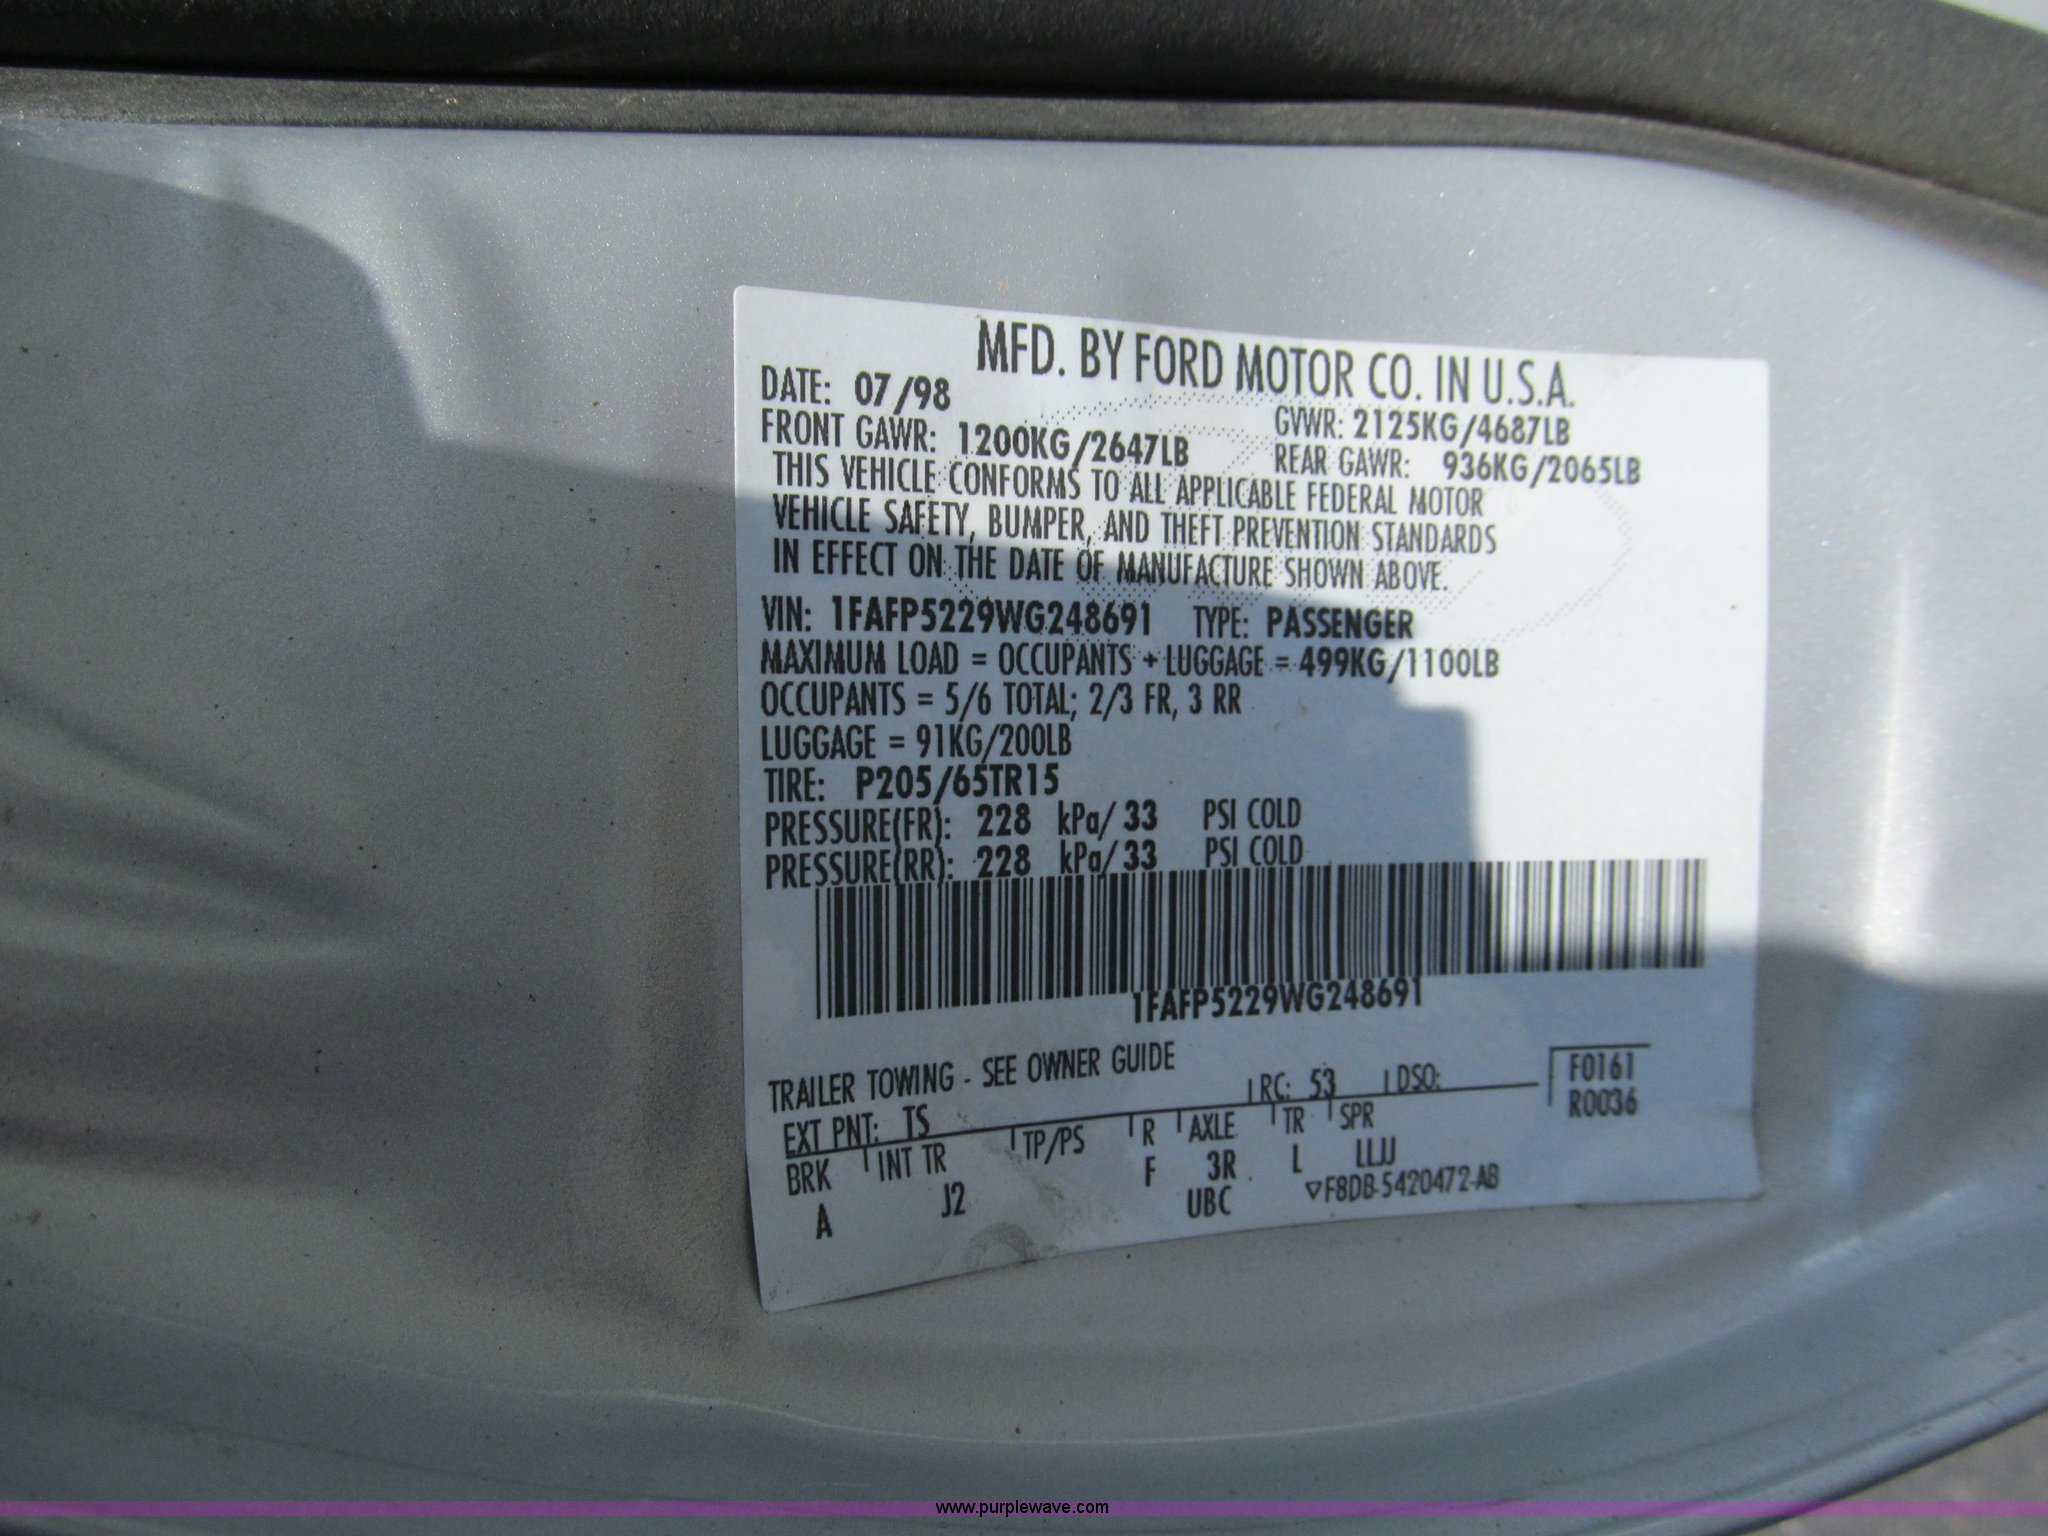 MFD. BY FORD MOTOR CO. IN U.S.A.
DATE: 07/98 GVWR: 2125KG/4687LB
FRONT GAWR: 1200KG/2647LB REAR GAWR: 936KG/2065LB
THIS VEHICLE CONFORMS TO ALL APPLICABLE FEDERAL MOTOR
VEHICLE SAFETY, BUMPER, AND THEFT PREVENTION STANDARDS
IN EFFECT ON THE DATE OF MANUFACTURE SHOWN ABOVE.
VIN: 1FAFP5229WG248691 TYPE: PASSENGER
MAXIMUM LOAD = OCCUPANTS + LUGGAGE = 499KG/1100LB
OCCUPANTS = 5/6 TOTAL; 2/3 FR, 3 RR
LUGGAGE = 91KG/200LB
TIRE: P205/65TR15
PRESSURE(FR): 228 kPa/ 33 PSI COLD
PRESSURE(RR): 228 kPa/ 33 PSI COLD
1FAFP5229WG248691
TRAILER TOWING - SEE OWNER GUIDE
EXT PNT: TS RC: 53 DSO: F0161
R0036
BRK INT TR TP/PS R AXLE TR SPR
A J2 F 3R L LLJJ
UBC ▽F8DB-5420472-AB
www.purplewave.com